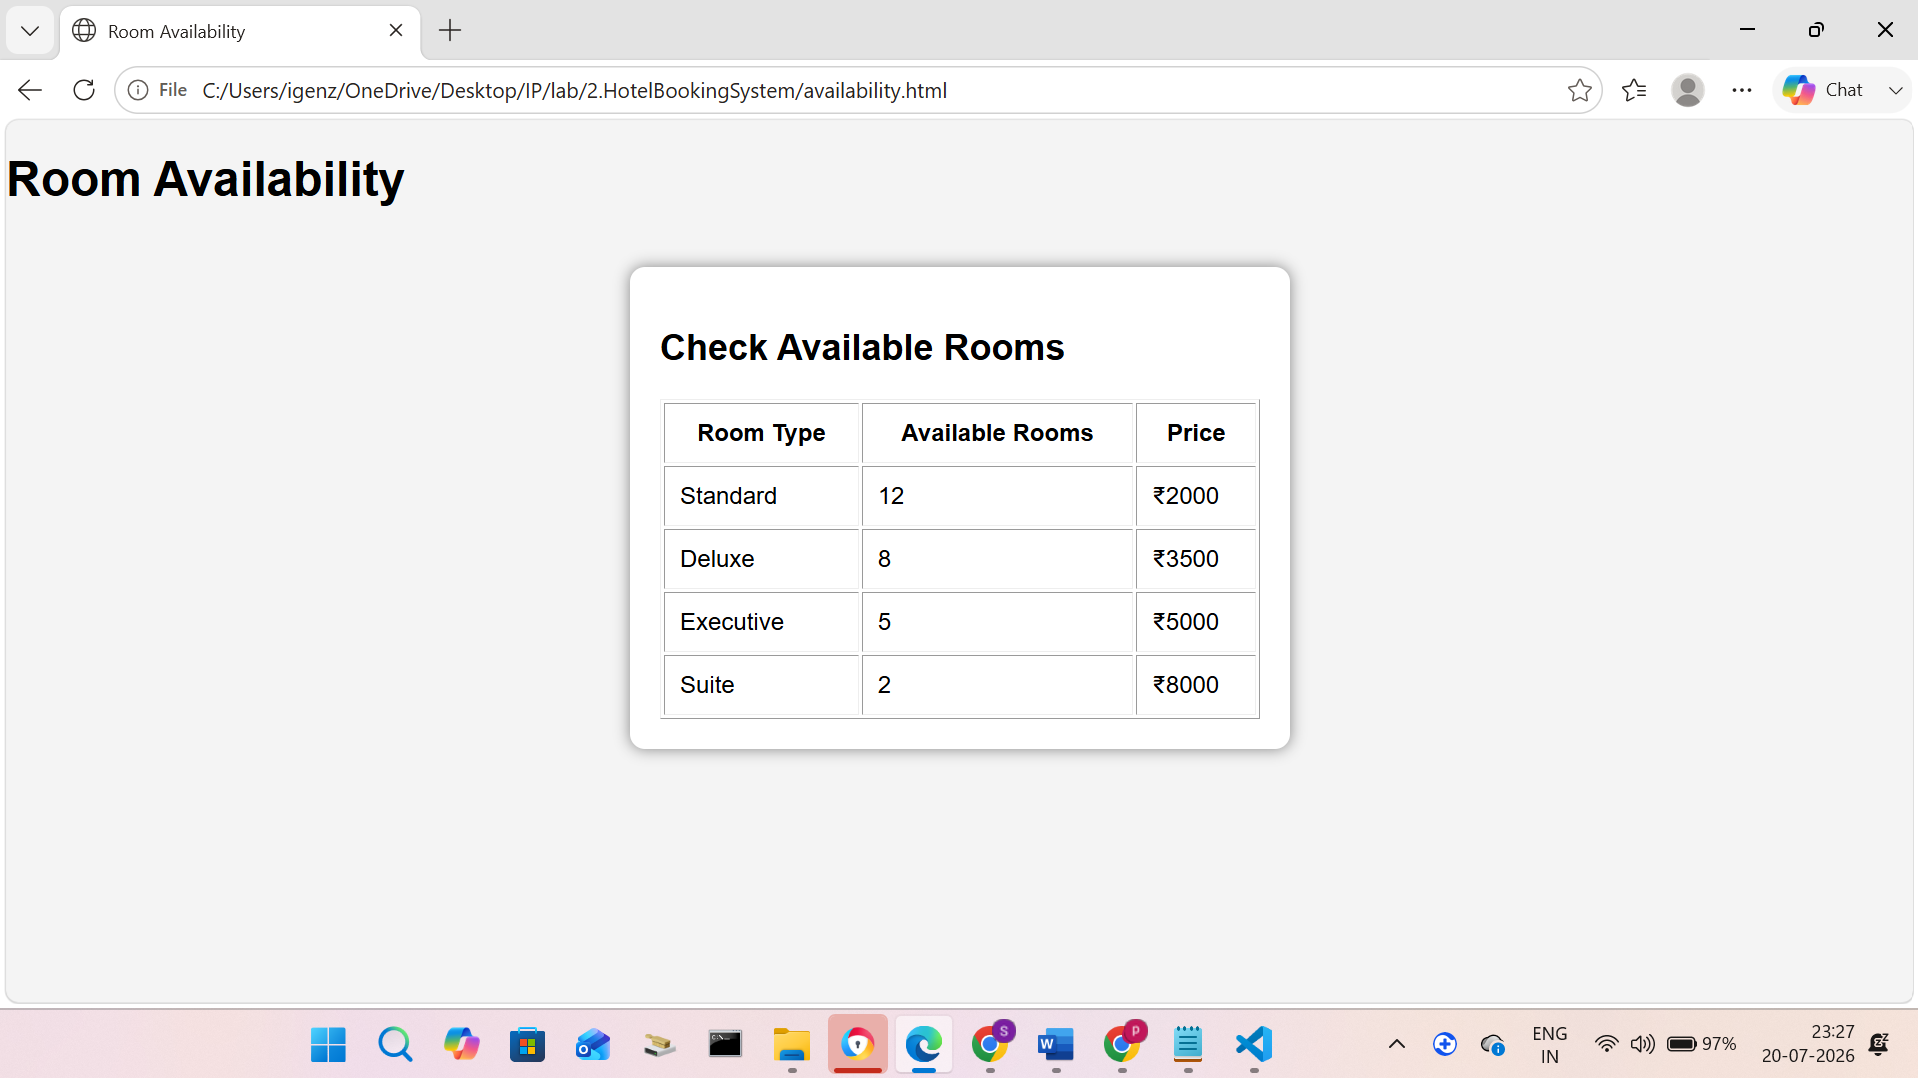 Room Availability
File C:/Users/igenz/OneDrive/Desktop/IP/lab/2.HotelBookingSystem/availability.html
Chat
Room Availability
Check Available Rooms
Room Type Available Rooms Price
Standard 12 ₹2000
Deluxe 8 ₹3500
Executive 5 ₹5000
Suite 2 ₹8000
S
W
P
ENG
IN
97%
23:27
20-07-2026